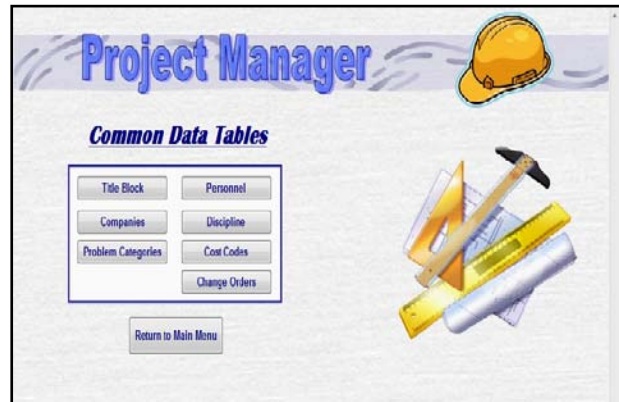 Project Manager
Common Data Tables
Title Block
Personnel
Companies
Discipline
Problem Categories
Cost Codes
Change Orders
Return to Main Menu